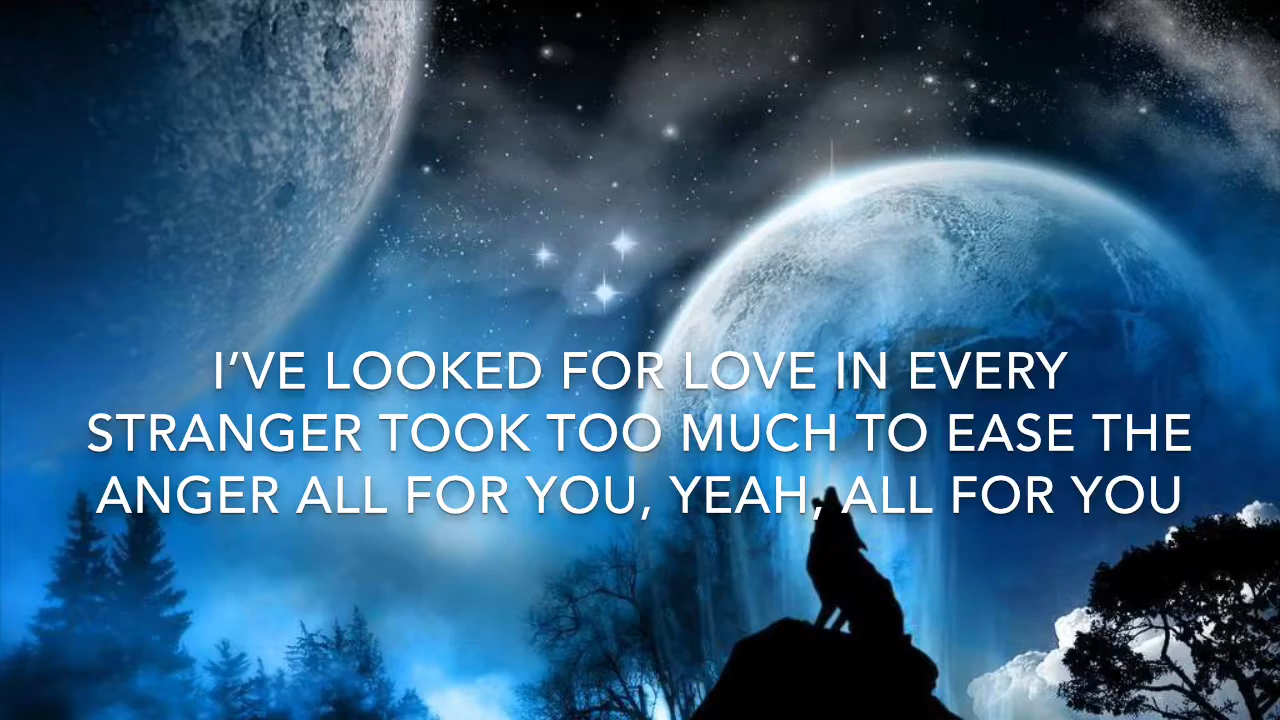 I’VE LOOKED FOR LOVE IN EVERY
STRANGER TOOK TOO MUCH TO EASE THE
ANGER ALL FOR YOU, YEAH, ALL FOR YOU